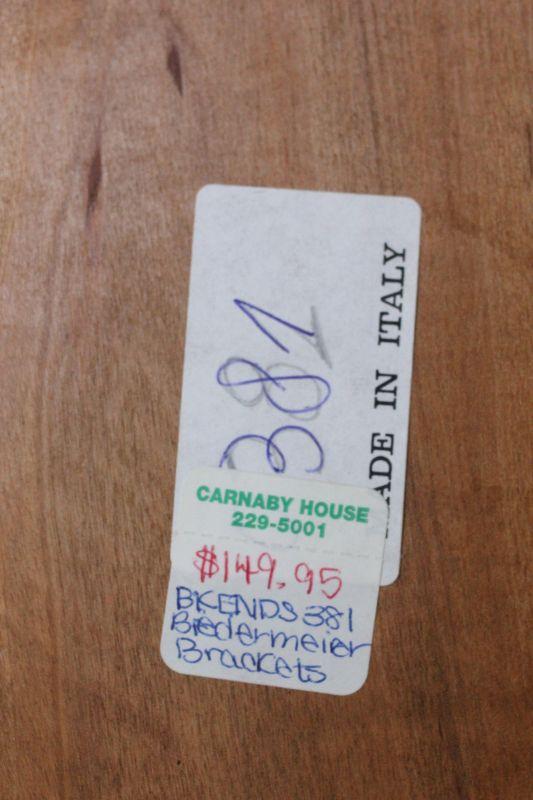 381
MADE IN ITALY
CARNABY HOUSE
229-5001
$149.95
BKENDS 381
Biedermeier
Brackets